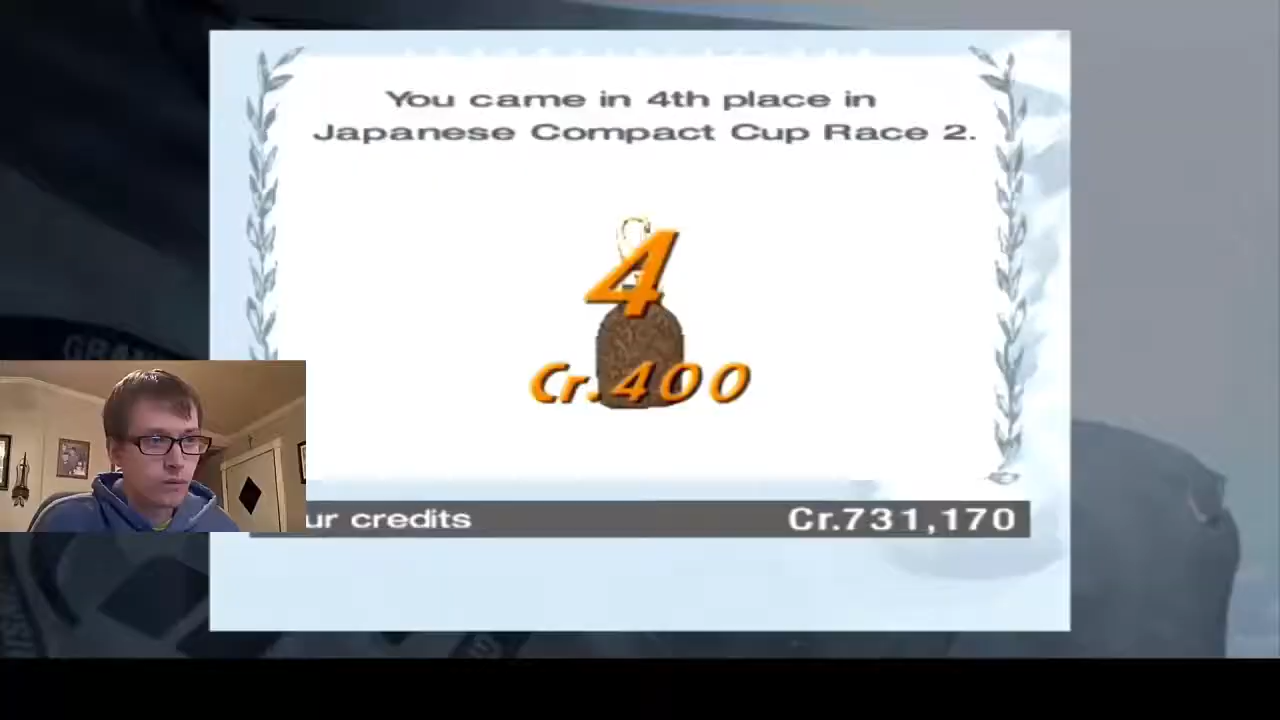 You came in 4th place in
Japanese Compact Cup Race 2.
4
Cr.400
ur credits
Cr.731,170